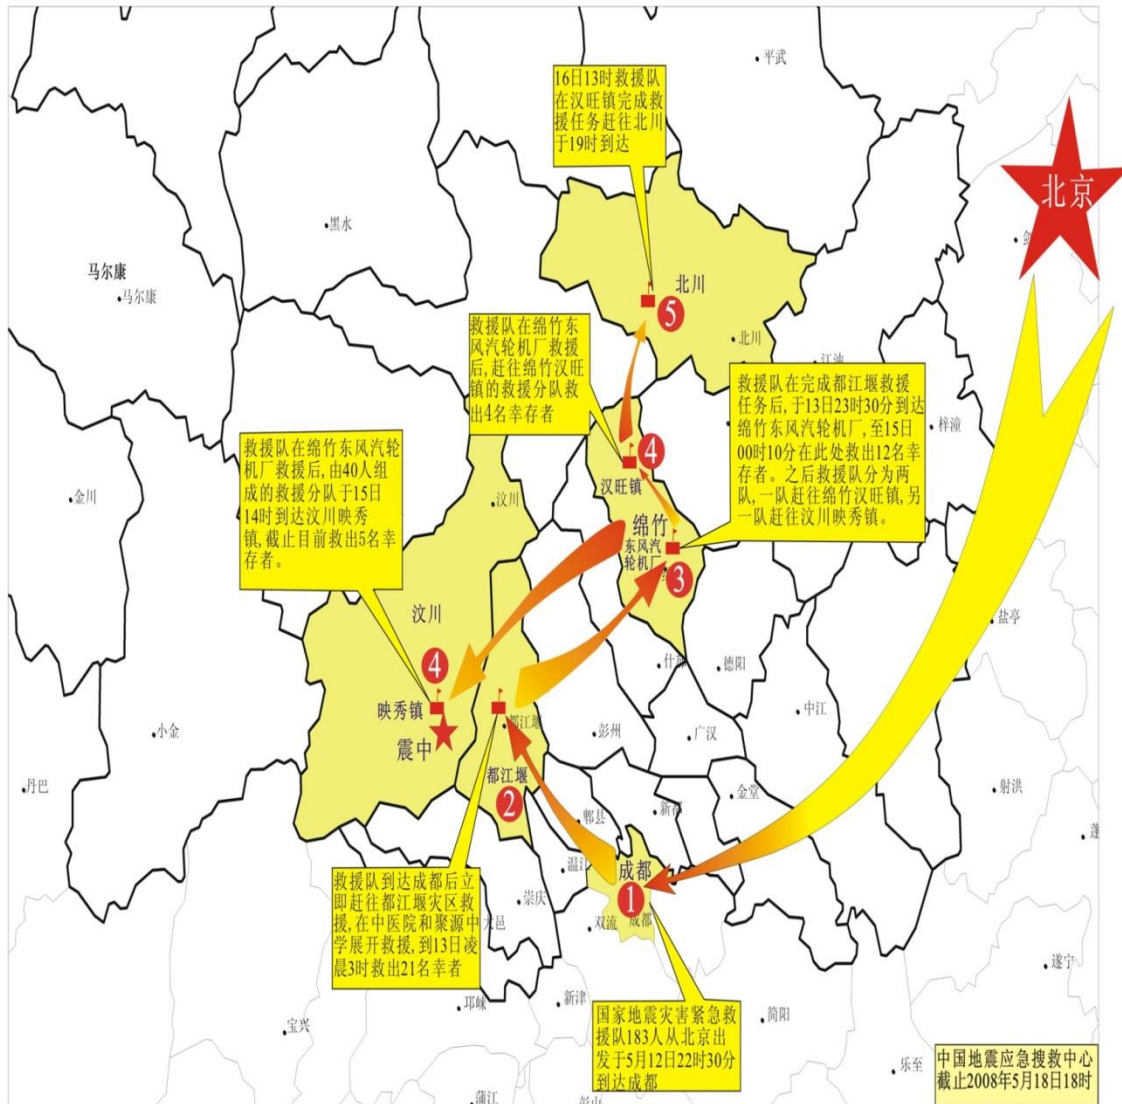 平武
16日13时救援队
在汉旺镇完成救
援任务赶往北川
于19时到达
北京
黑水
马尔康
马尔康
北川
5
救援队在绵竹东
风汽轮机厂救援
后,赶往绵竹汉旺
镇的救援分队救
出4名幸存者
北川
江油
救援队在完成都江堰救援
任务后,于13日23时30分到达
绵竹东风汽轮机厂,至15日
00时10分在此处救出12名幸
存者。之后救援队分为两
队,一队赶往绵竹汉旺镇,另
一队赶往汶川映秀镇。
梓潼
救援队在绵竹东风汽轮
机厂救援后,由40人组
成的救援分队于15日
14时到达汶川映秀
镇,截止目前救出5名幸
存者。
4
汉旺镇
金川
汶川
绵竹
东风汽
轮机厂
3
汶川
盐亭
4
德阳
映秀镇
震中
都江堰
小金
彭州
广汉
中江
都江堰
2
丹巴
金堂
射洪
新都
郫县
温江
成都
1
救援队到达成都后立
即赶往都江堰灾区救
援,在中医院和聚源中
学展开救援,到13日凌
晨3时救出21名幸者
崇庆
大邑
双流
成都
遂宁
邛崃
新津
国家地震灾害紧急救
援队183人从北京出
发于5月12日22时30分
到达成都
简阳
宝兴
乐至
中国地震应急搜救中心
截止2008年5月18日18时
蒲江
彭山